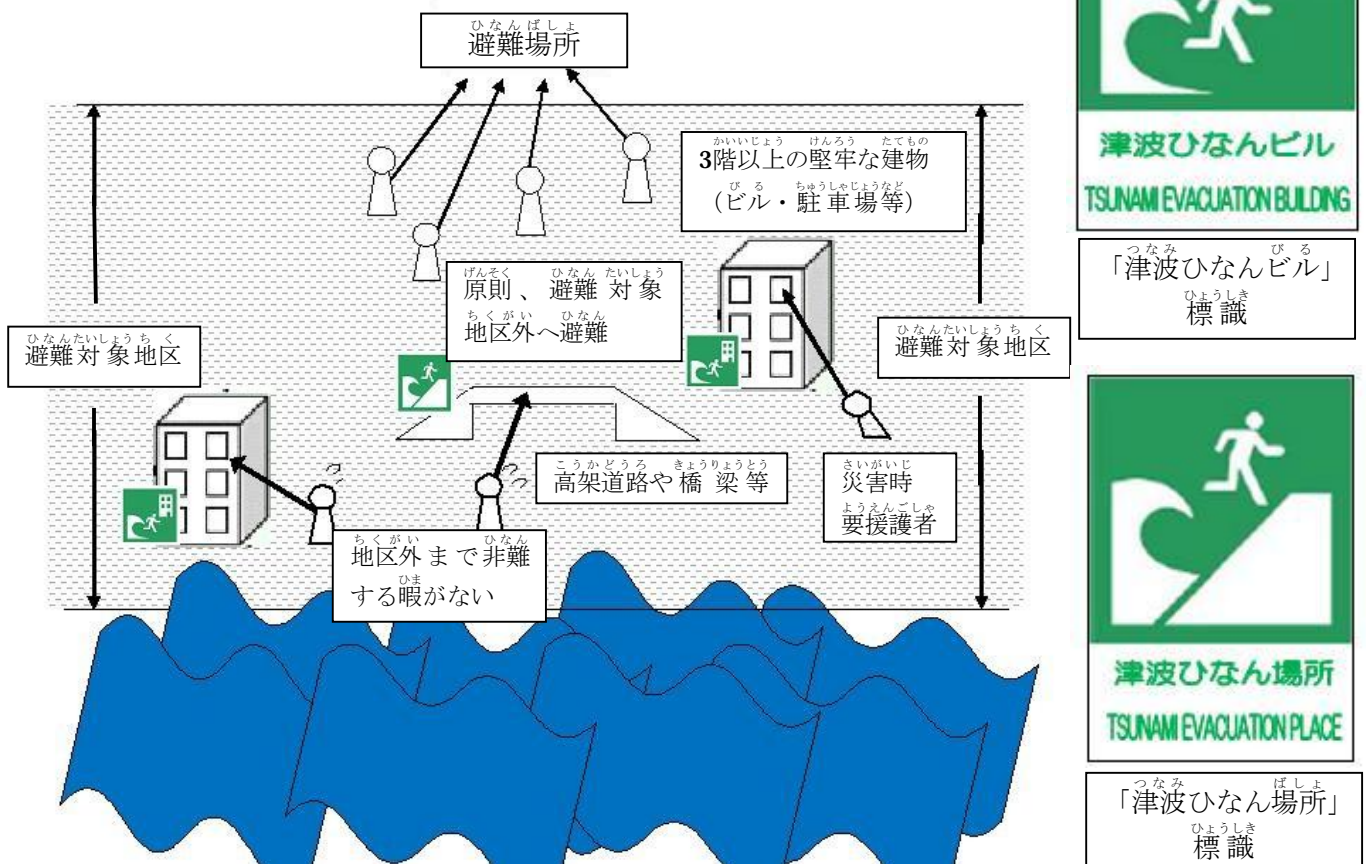 ひなんばしょ
避難場所
かいいじょう けんろう たてもの
3階以上の堅牢な建物
びる ちゅうしゃじょうなど
(ビル・駐車場等)
げんそく ひなん たいしょう
原則、避難対象
ちくがい ひなん
地区外へ避難
ひなんたいしょうちく
避難対象地区
ひなんたいしょうちく
避難対象地区
こうかどうろ きょうりょうとう
高架道路や橋梁等
さいがいじ
災害時
ようえんごしゃ
要援護者
ちくがい ひなん
地区外まで非難
ひま
する暇がない
津波ひなんビル
TSUNAMI EVACUATION BUILDING
つなみ びる
「津波ひなんビル」
ひょうしき
標識
津波ひなん場所
TSUNAMI EVACUATION PLACE
つなみ ばしょ
「津波ひなん場所」
ひょうしき
標識